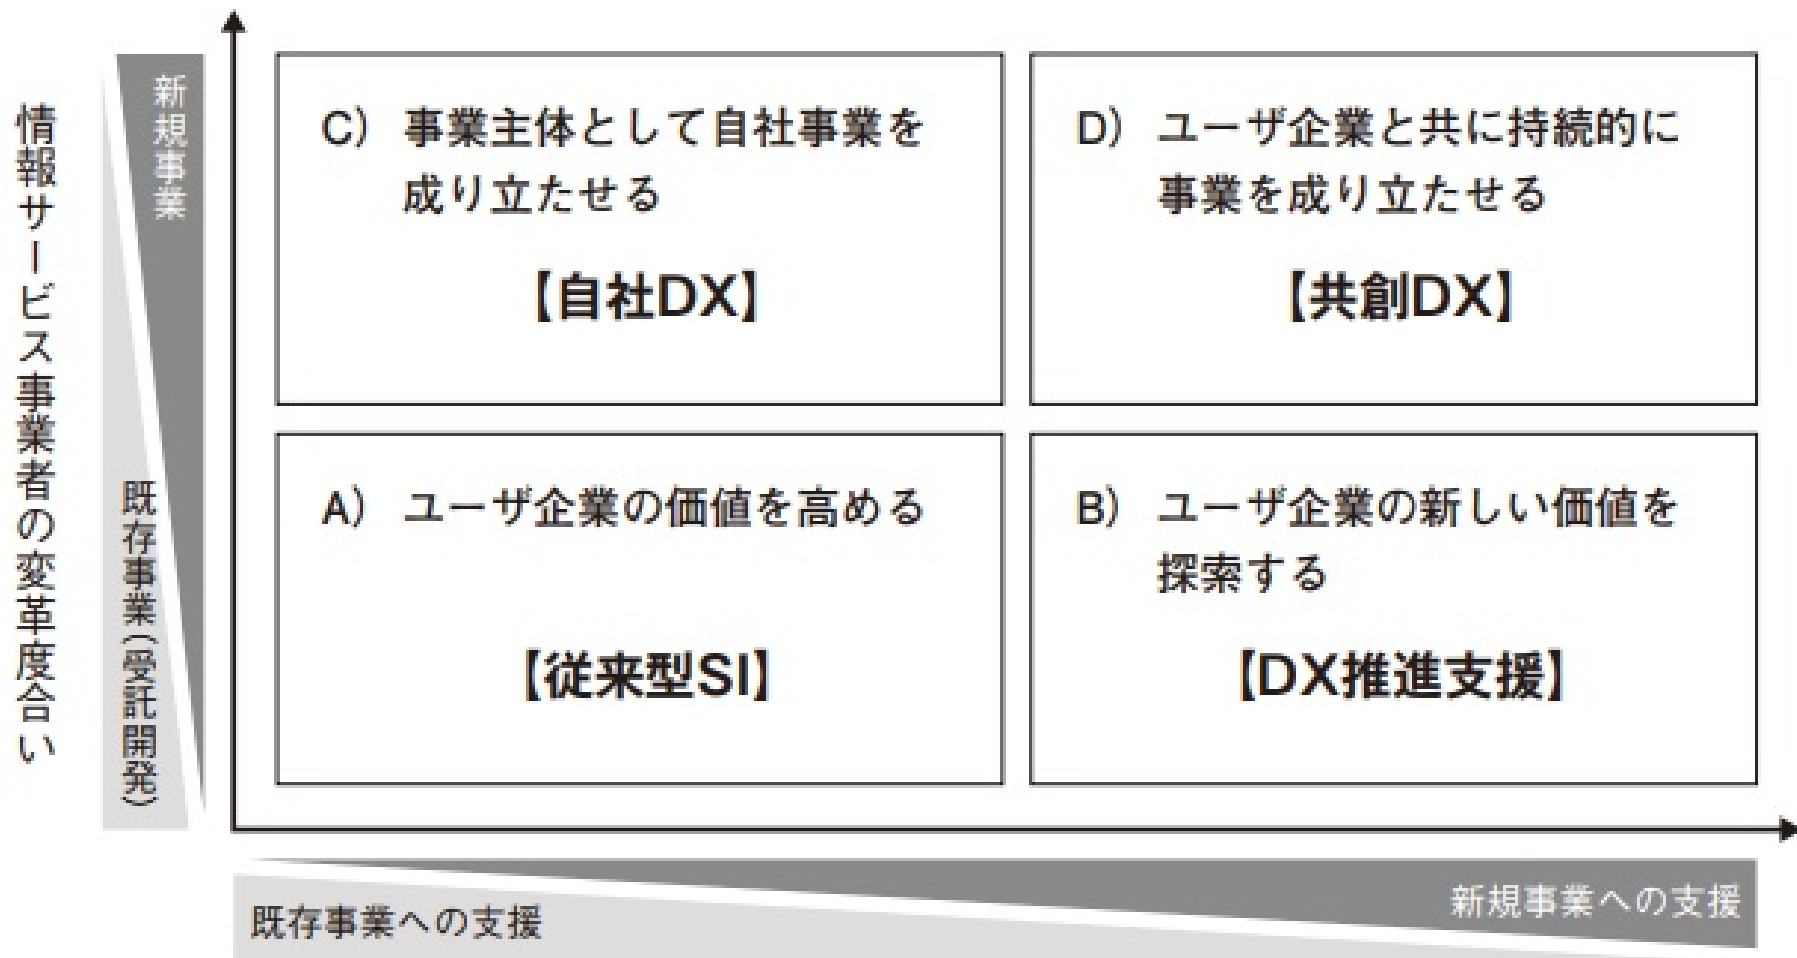 情報サービス事業者の変革度合い
新規事業
既存事業(受託開発)
C) 事業主体として自社事業を
成り立たせる
【自社DX】
D) ユーザ企業と共に持続的に
事業を成り立たせる
【共創DX】
A) ユーザ企業の価値を高める
【従来型SI】
B) ユーザ企業の新しい価値を
探索する
【DX推進支援】
既存事業への支援
新規事業への支援